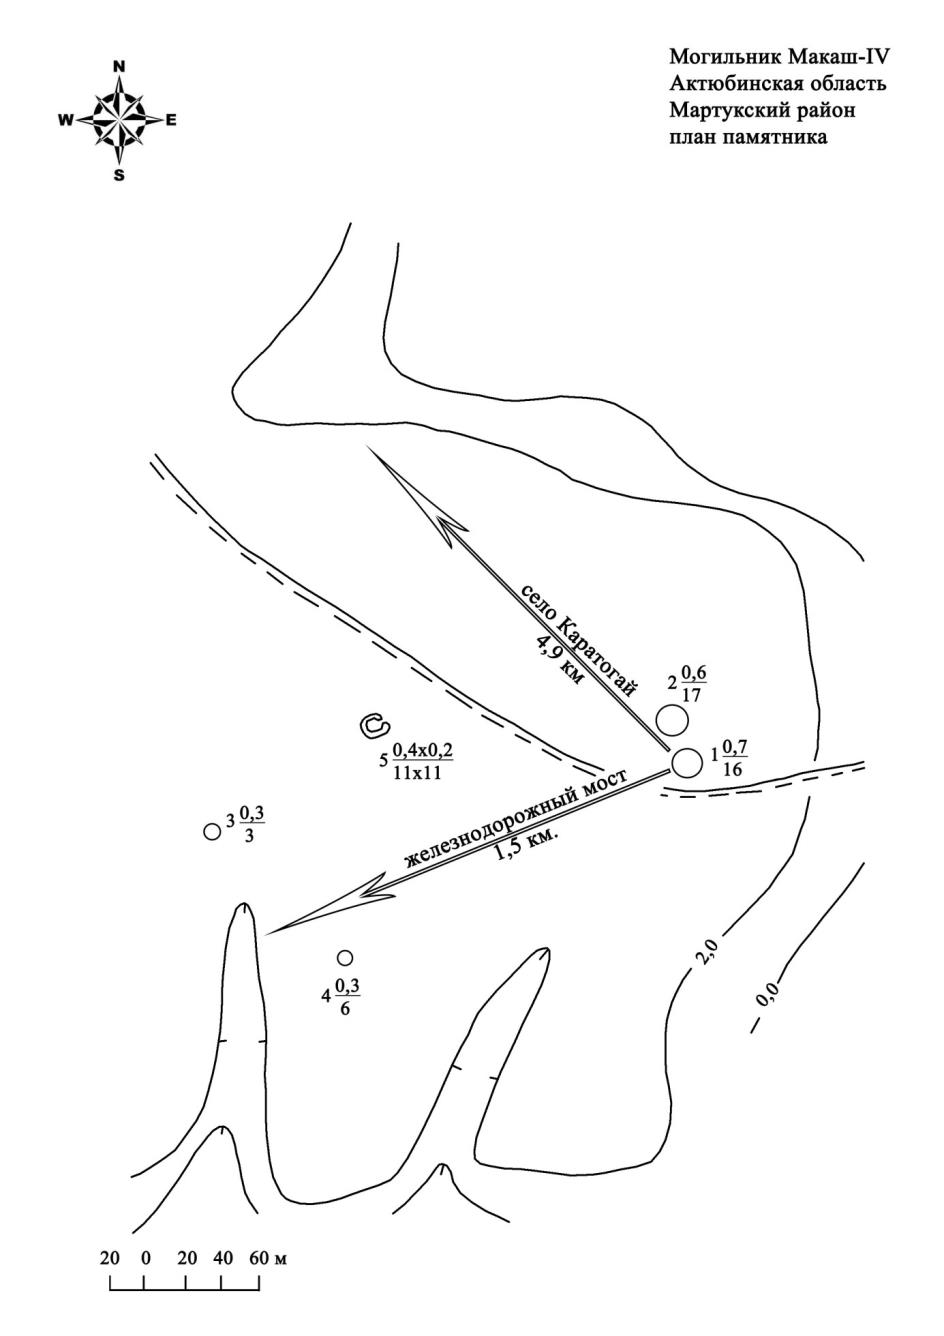 N
W E
S
Могильник Макаш-IV
Актюбинская область
Мартукский район
план памятника
село Каратогай
4,9 км
2 0,6
17
1 0,7
16
5 0,4x0,2
11x11
железнодорожный мост
1,5 км.
3 0,3
3
4 0,3
6
2,0
0,0
20 0 20 40 60 м